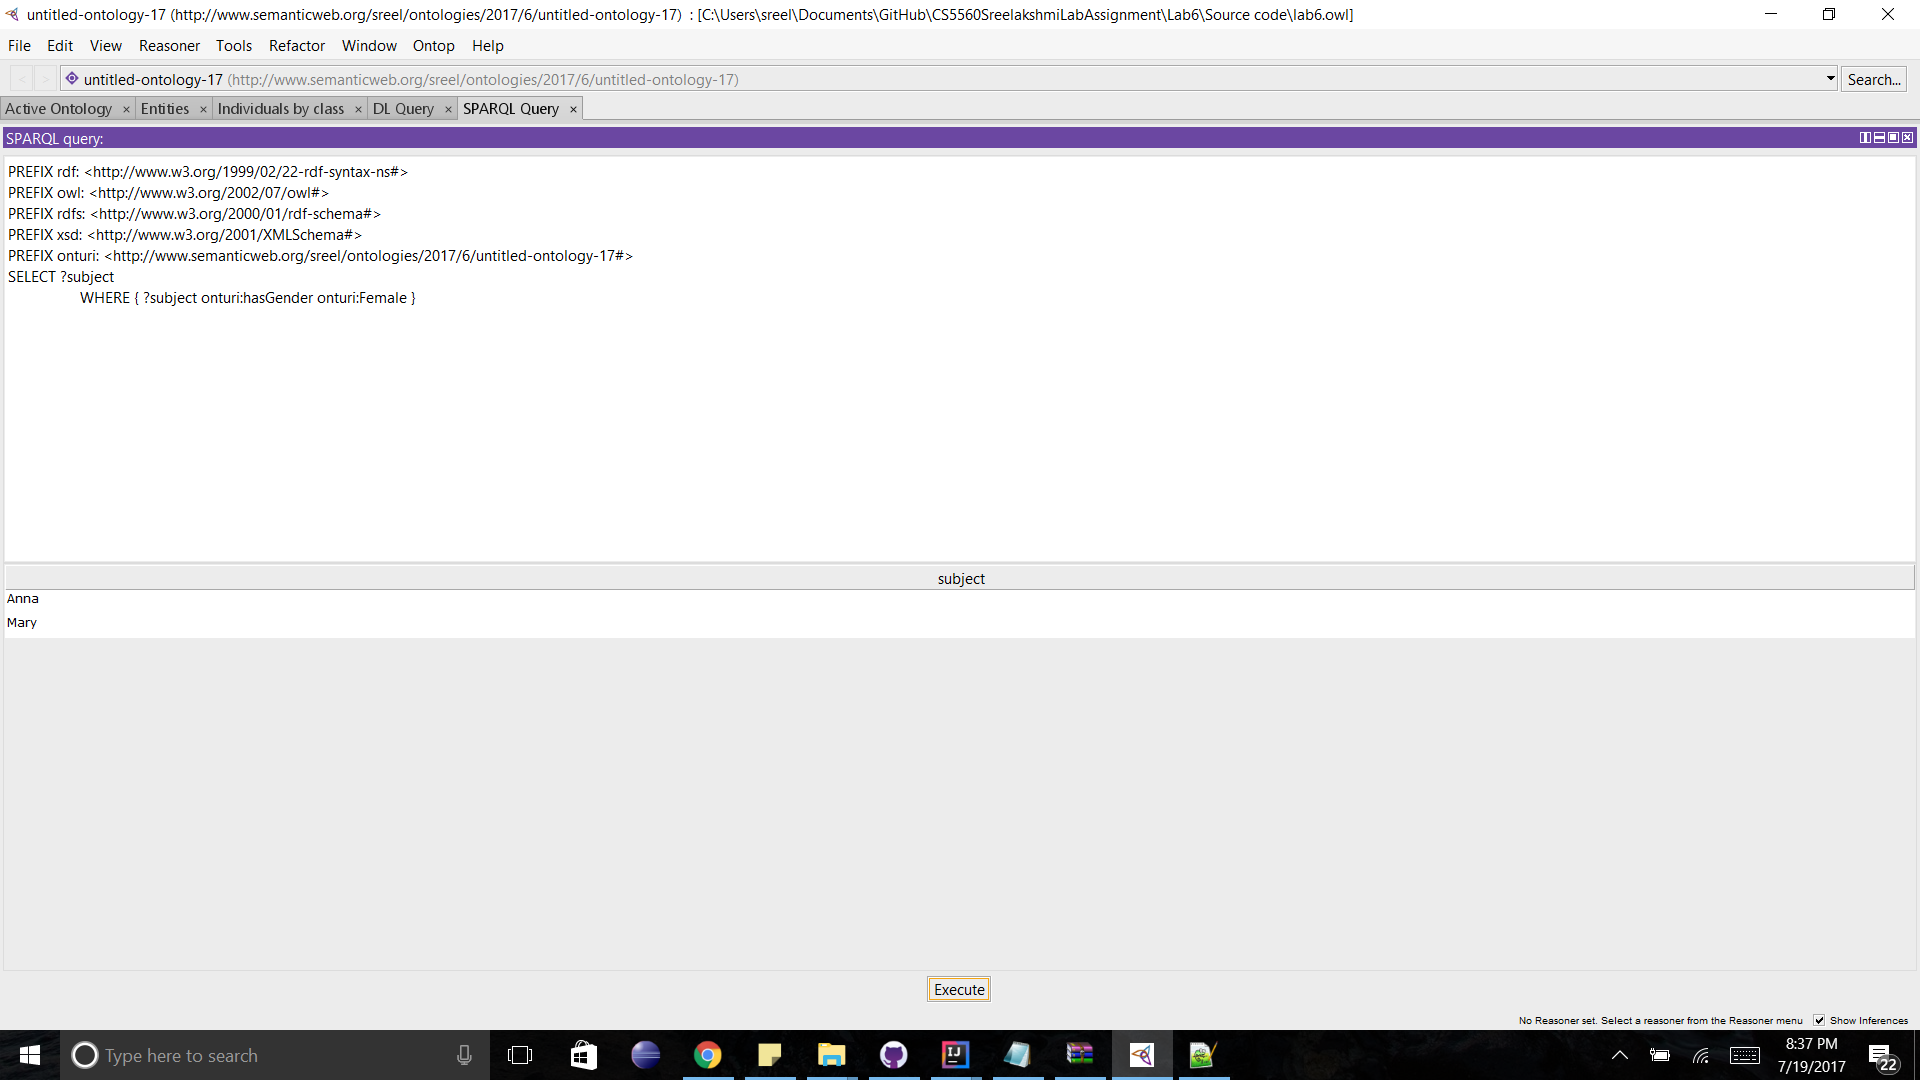 untitled-ontology-17 (http://www.semanticweb.org/sreel/ontologies/2017/6/untitled-ontology-17) : [C:\Users\sreel\Documents\GitHub\CS5560SreelakshmiLabAssignment\Lab6\Source code\lab6.owl]
File Edit View Reasoner Tools Refactor Window Ontop Help
< > untitled-ontology-17 (http://www.semanticweb.org/sreel/ontologies/2017/6/untitled-ontology-17) Search...
Active Ontology × Entities × Individuals by class × DL Query × SPARQL Query ×
SPARQL query:
PREFIX rdf: <http://www.w3.org/1999/02/22-rdf-syntax-ns#>
PREFIX owl: <http://www.w3.org/2002/07/owl#>
PREFIX rdfs: <http://www.w3.org/2000/01/rdf-schema#>
PREFIX xsd: <http://www.w3.org/2001/XMLSchema#>
PREFIX onturi: <http://www.semanticweb.org/sreel/ontologies/2017/6/untitled-ontology-17#>
SELECT ?subject
WHERE { ?subject onturi:hasGender onturi:Female }
subject
Anna
Mary
Execute
No Reasoner set. Select a reasoner from the Reasoner menu Show Inferences
Type here to search
IJ
8:37 PM
7/19/2017
22